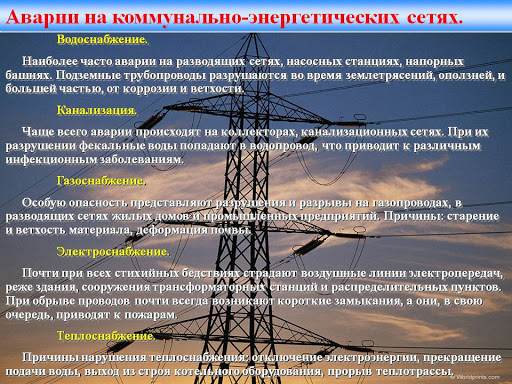 Аварии на коммунально-энергетических сетях.
Водоснабжение.
Наиболее часто аварии на разводящих сетях, насосных станциях, напорных
башнях. Подземные трубопроводы разрушаются во время землетрясений, оползней, и
большей частью, от коррозии и ветхости.
Канализация.
Чаще всего аварии происходят на коллекторах, канализационных сетях. При их
разрушении фекальные воды попадают в водопровод, что приводит к различным
инфекционным заболеваниям.
Газоснабжение.
Особую опасность представляют разрушения и разрывы на газопроводах, в
разводящих сетях жилых домов и промышленных предприятий. Причины: старение
и ветхость материала, деформация почвы.
Электроснабжение.
Почти при всех стихийных бедствиях страдают воздушные линии электропередач,
реже здания, сооружения трансформаторных станций и распределительных пунктов.
При обрыве проводов почти всегда возникают короткие замыкания, а они, в свою
очередь, приводят к пожарам.
Теплоснабжение.
Причины нарушения теплоснабжения: отключение электроэнергии, прекращение
подачи воды, выход из строя котельного оборудования, прорыв теплотрассы.
© Worldprints.com